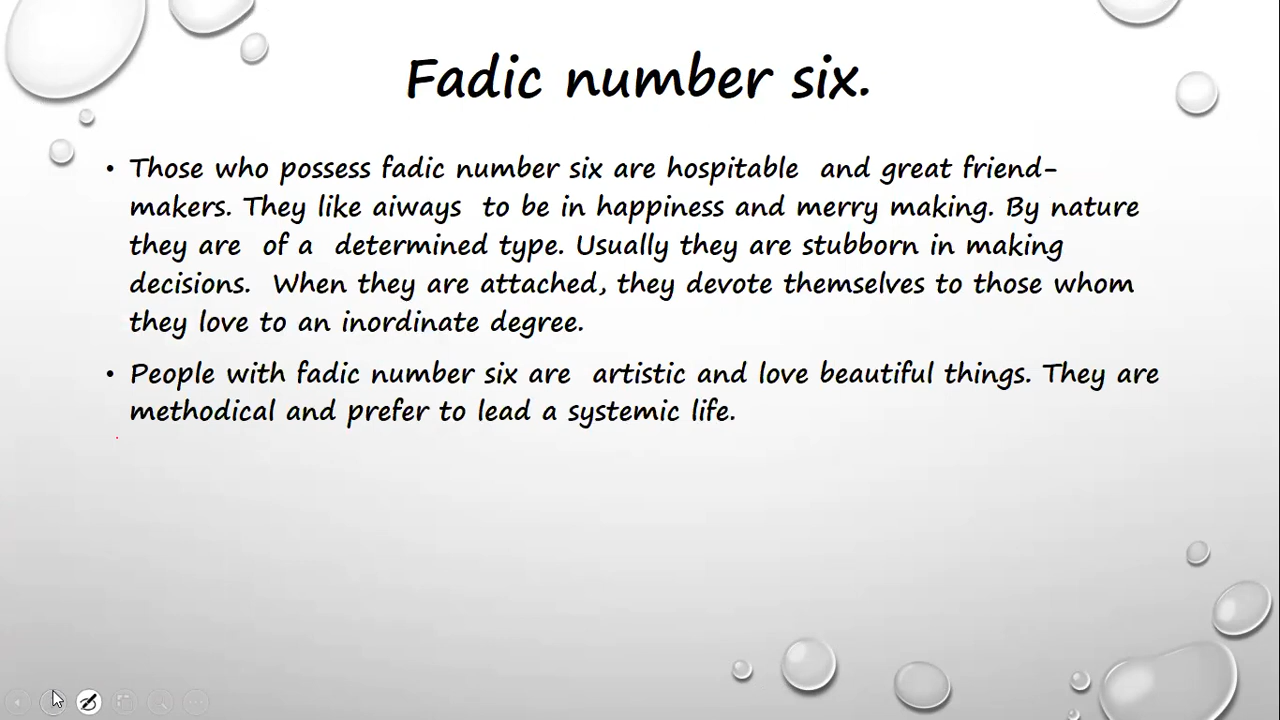 Fadic number six.
• Those who possess fadic number six are hospitable and great friend-
makers. They like aiways to be in happiness and merry making. By nature
they are of a determined type. Usually they are stubborn in making
decisions. When they are attached, they devote themselves to those whom
they love to an inordinate degree.
• People with fadic number six are artistic and love beautiful things. They are
methodical and prefer to lead a systemic life.